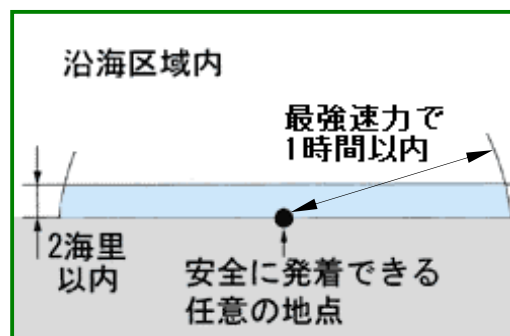 沿海区域内
最強速力で
1時間以内
2海里
以内
安全に発着できる
任意の地点